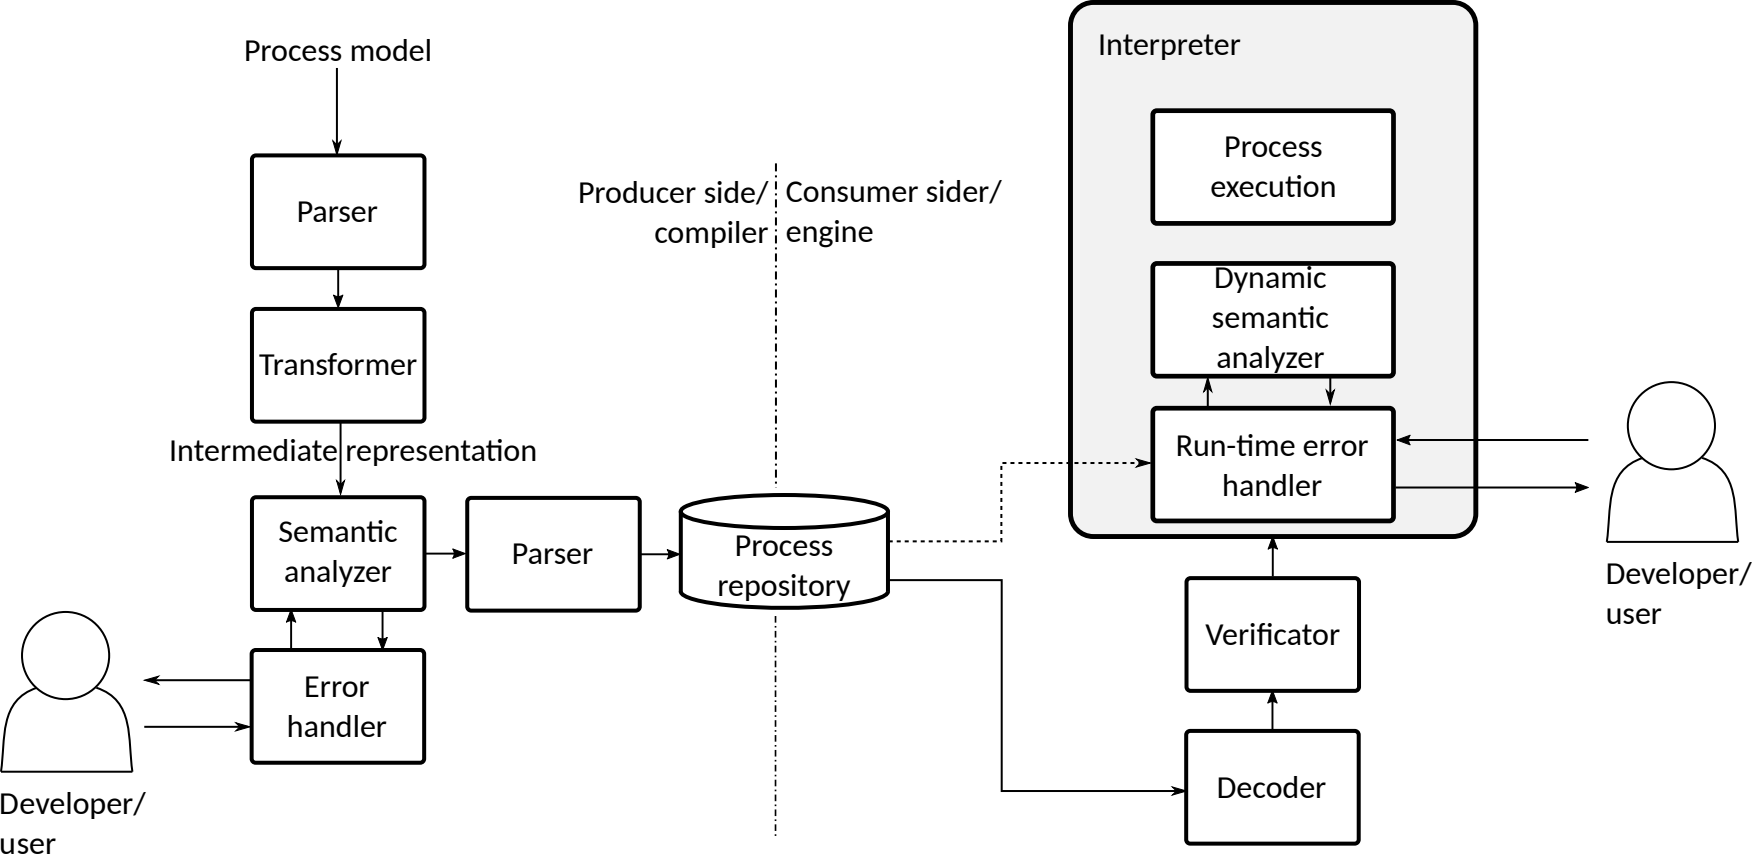 Process model
Parser
Transformer
Intermediate representation
Semantic
analyzer
Error
handler
Developer/
user
Parser
Process
repository
Producer side/
compiler
Consumer sider/
engine
Interpreter
Process
execution
Dynamic
semantic
analyzer
Run-time error
handler
Verificator
Decoder
Developer/
user